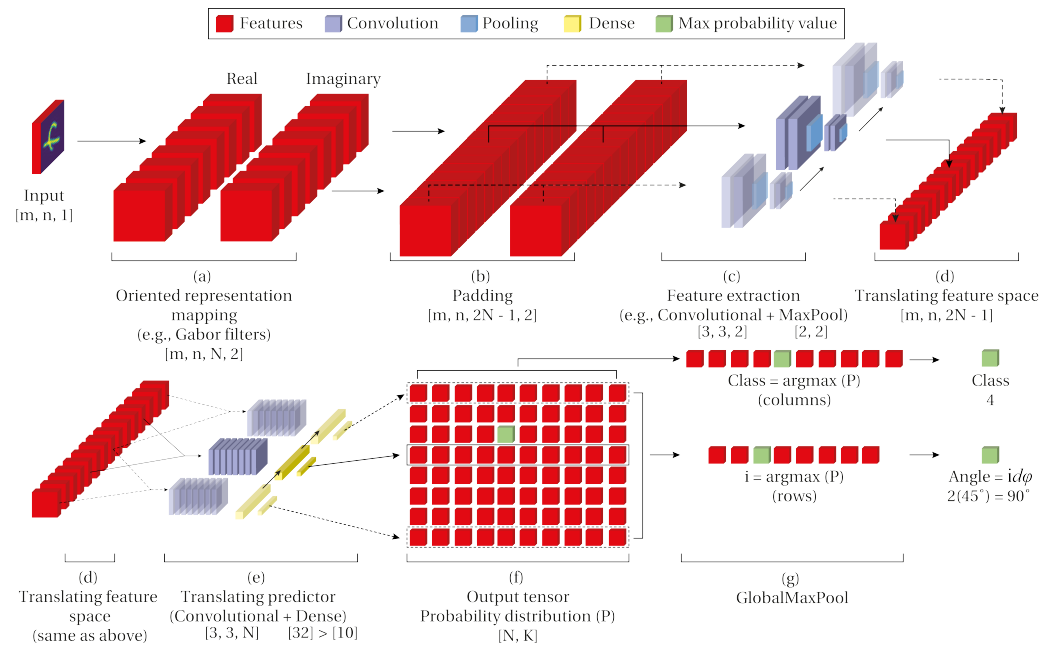 Features Convolution Pooling Dense Max probability value
Real Imaginary
Input
[m, n, 1]
(a)
Oriented representation
mapping
(e.g., Gabor filters)
[m, n, N, 2]
(b)
Padding
[m, n, 2N - 1, 2]
(c)
Feature extraction
(e.g., Convolutional + MaxPool)
[3, 3, 2] [2, 2]
(d)
Translating feature space
[m, n, 2N - 1]
Class = argmax (P)
(columns)
Class
4
i = argmax (P)
(rows)
Angle = idφ
2(45°) = 90°
(d)
Translating feature
space
(same as above)
(e)
Translating predictor
(Convolutional + Dense)
[3, 3, N] [32] > [10]
(f)
Output tensor
Probability distribution (P)
[N, K]
(g)
GlobalMaxPool